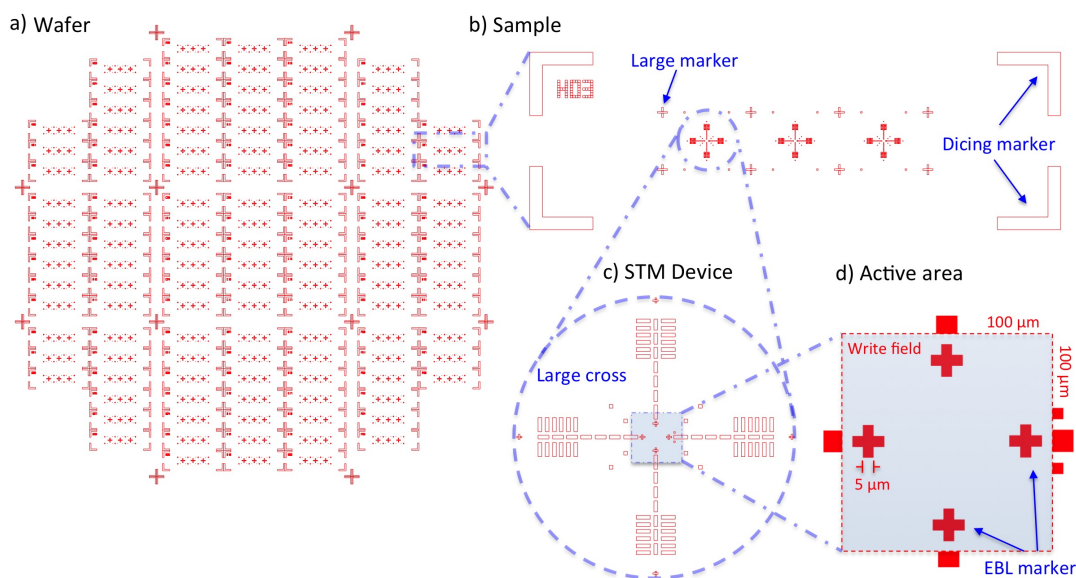 a) Wafer
b) Sample
Large marker
H03
Dicing marker
c) STM Device
Large cross
d) Active area
100 µm
Write field
100 µm
5 µm
EBL marker